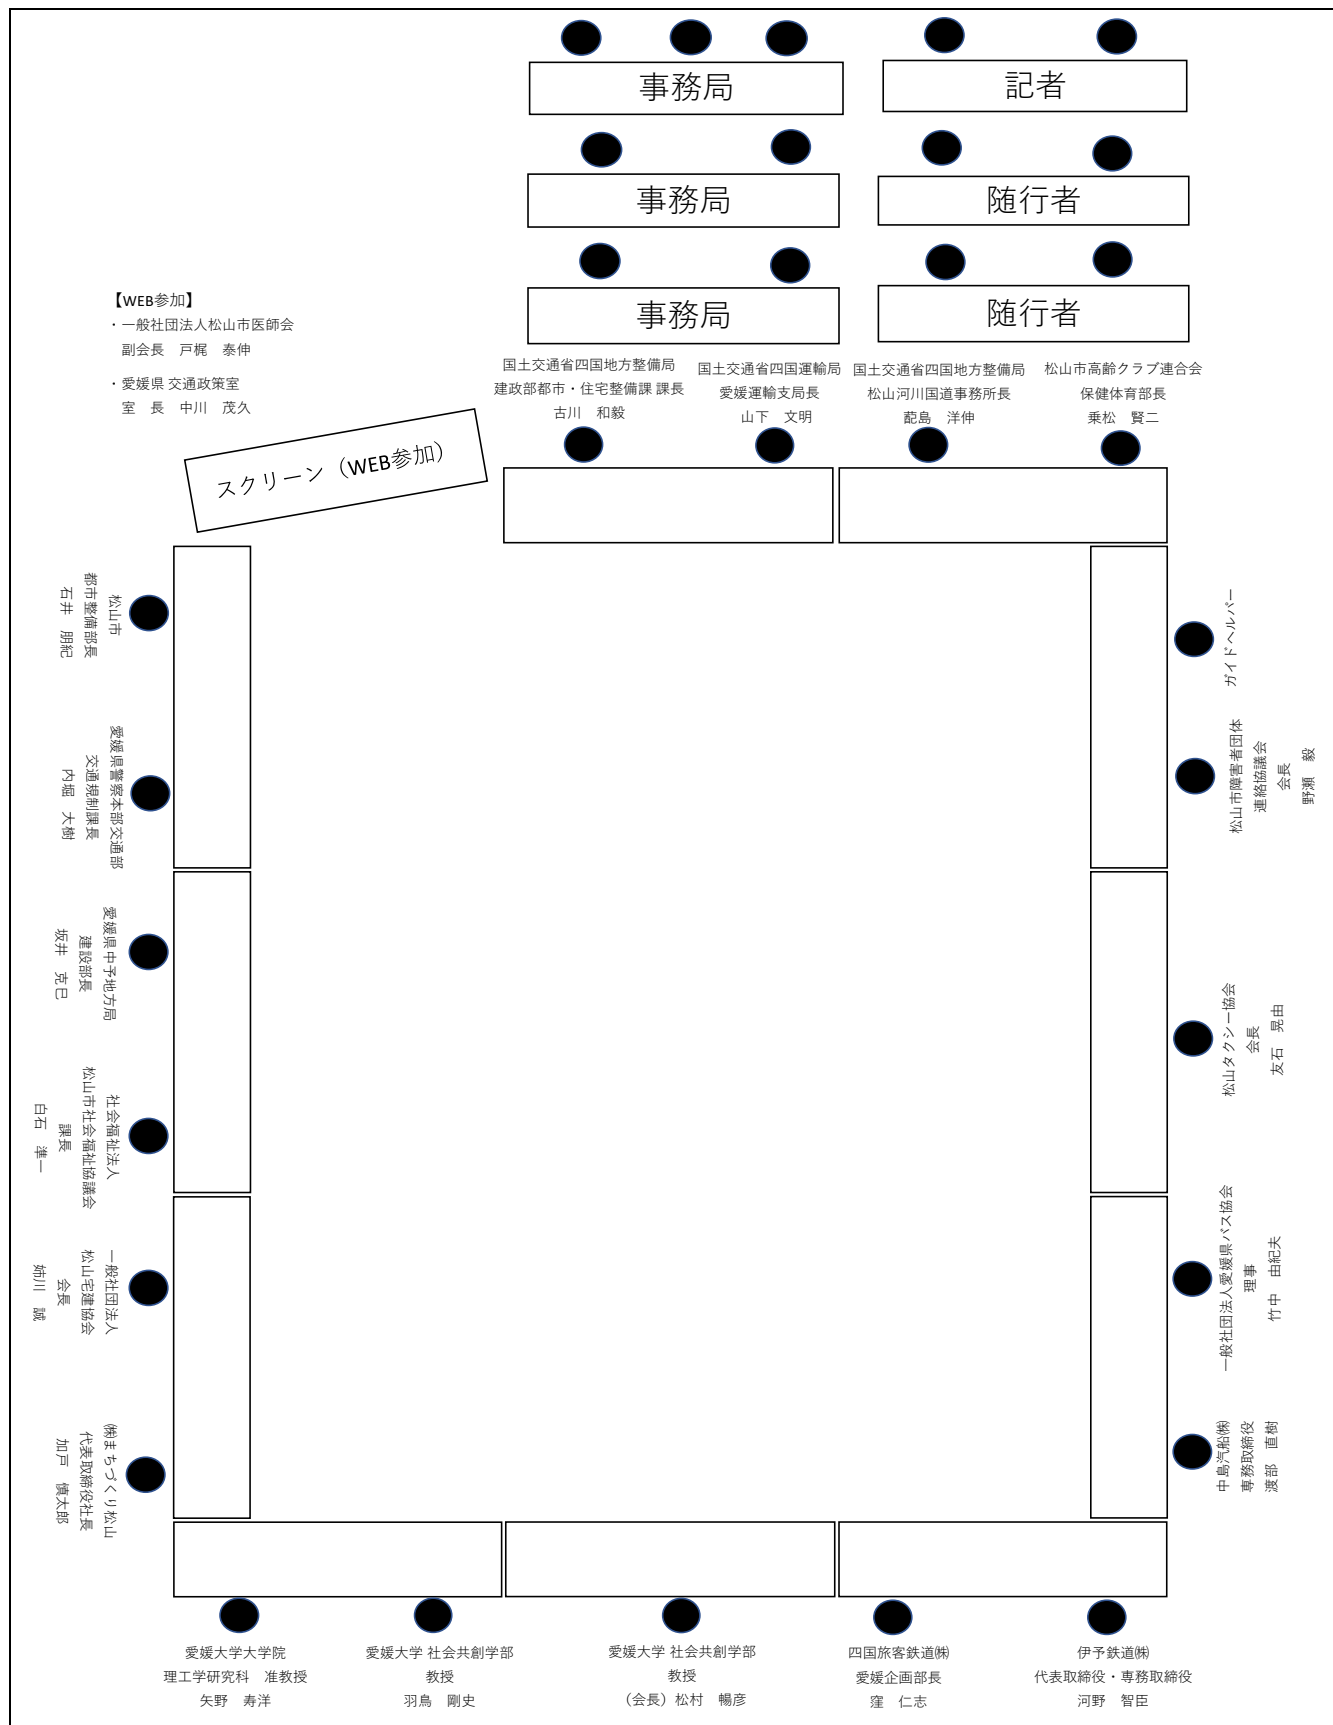 事務局
記者
事務局
随行者
事務局
随行者
【WEB参加】
・一般社団法人松山市医師会
副会長　戸梶　泰伸
・愛媛県 交通政策室
室　長　中川　茂久
国土交通省四国地方整備局
建政部都市・住宅整備課 課長
古川　和毅
国土交通省四国運輸局
愛媛運輸支局長
山下　文明
国土交通省四国地方整備局
松山河川国道事務所長
蓜島　洋伸
松山市高齢クラブ連合会
保健体育部長
乗松　賢二
スクリーン（WEB参加）
松山市
都市整備部長
石井　朋紀
愛媛県警察本部交通部
交通規制課長
内堀　大樹
愛媛県中予地方局
建設部長
坂井　克巳
社会福祉法人
松山市社会福祉協議会
課長
白石　準一
一般社団法人
松山宅建協会
会長
姉川　誠
㈱まちづくり松山
代表取締役社長
加戸　慎太郎
ガイドヘルパー
松山市障害者団体
連絡協議会
会長
野瀬　毅
松山タクシー協会
会長
友石　晃由
一般社団法人愛媛県バス協会
理事
竹中　由紀夫
中島汽船㈱
専務取締役
渡部　直樹
愛媛大学大学院
理工学研究科　准教授
矢野　寿洋
愛媛大学 社会共創学部
教授
羽鳥　剛史
愛媛大学 社会共創学部
教授
（会長）松村　暢彦
四国旅客鉄道㈱
愛媛企画部長
窪　仁志
伊予鉄道㈱
代表取締役・専務取締役
河野　智臣